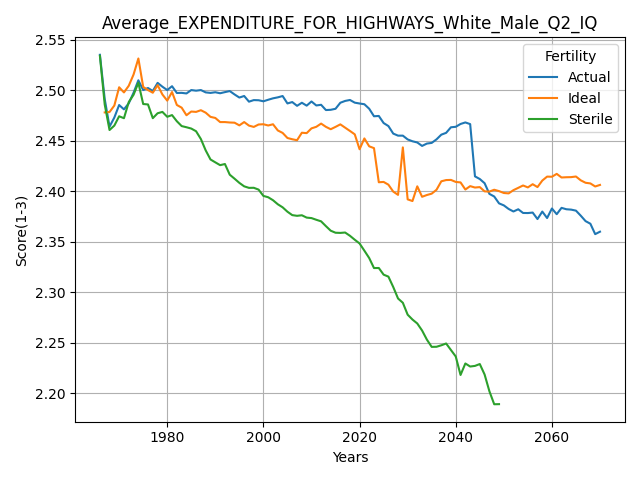 Average_EXPENDITURE_FOR_HIGHWAYS_White_Male_Q2_IQ
2.55
2.50
2.45
2.40
2.35
2.30
2.25
2.20
Score(1-3)
Fertility
Actual
Ideal
Sterile
1980 2000 2020 2040 2060
Years